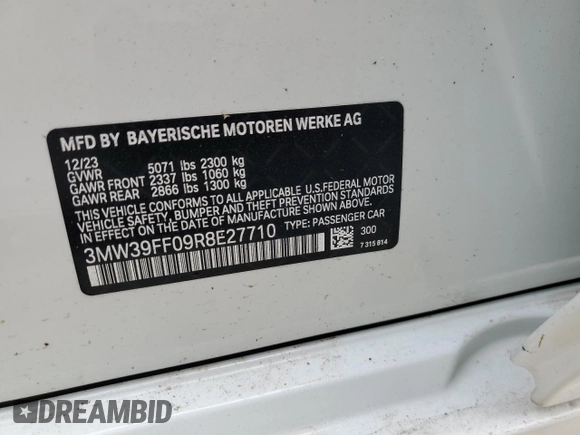 MFD BY BAYERISCHE MOTOREN WERKE AG
12/23
GVWR 5071 lbs 2300 kg
GAWR FRONT 2337 lbs 1060 kg
GAWR REAR 2866 lbs 1300 kg
THIS VEHICLE CONFORMS TO ALL APPLICABLE U.S.FEDERAL MOTOR
VEHICLE SAFETY, BUMPER AND THEFT PREVENTION STANDARDS
IN EFFECT ON THE DATE OF MANUFACTURE SHOWN ABOVE.
3MW39FF09R8E27710 TYPE: PASSENGER CAR
300
7 315 814
DREAMBID